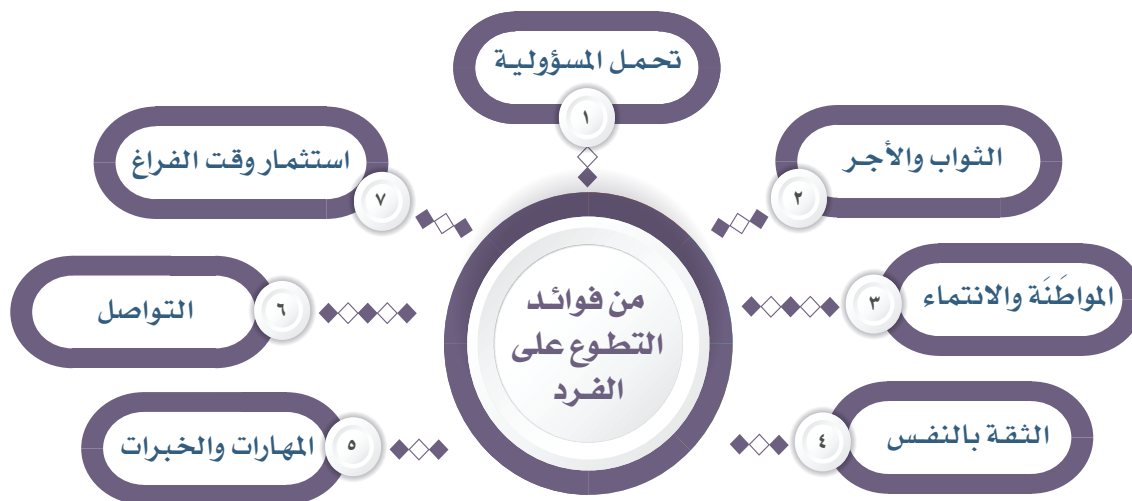 من فوائد
التطوع على
الفرد
تحمل المسؤولية
١
الثواب والأجر
٢
المواطَنَة والانتماء
٣
الثقة بالنفس
٤
المهارات والخبرات
٥
التواصل
٦
استثمار وقت الفراغ
٧